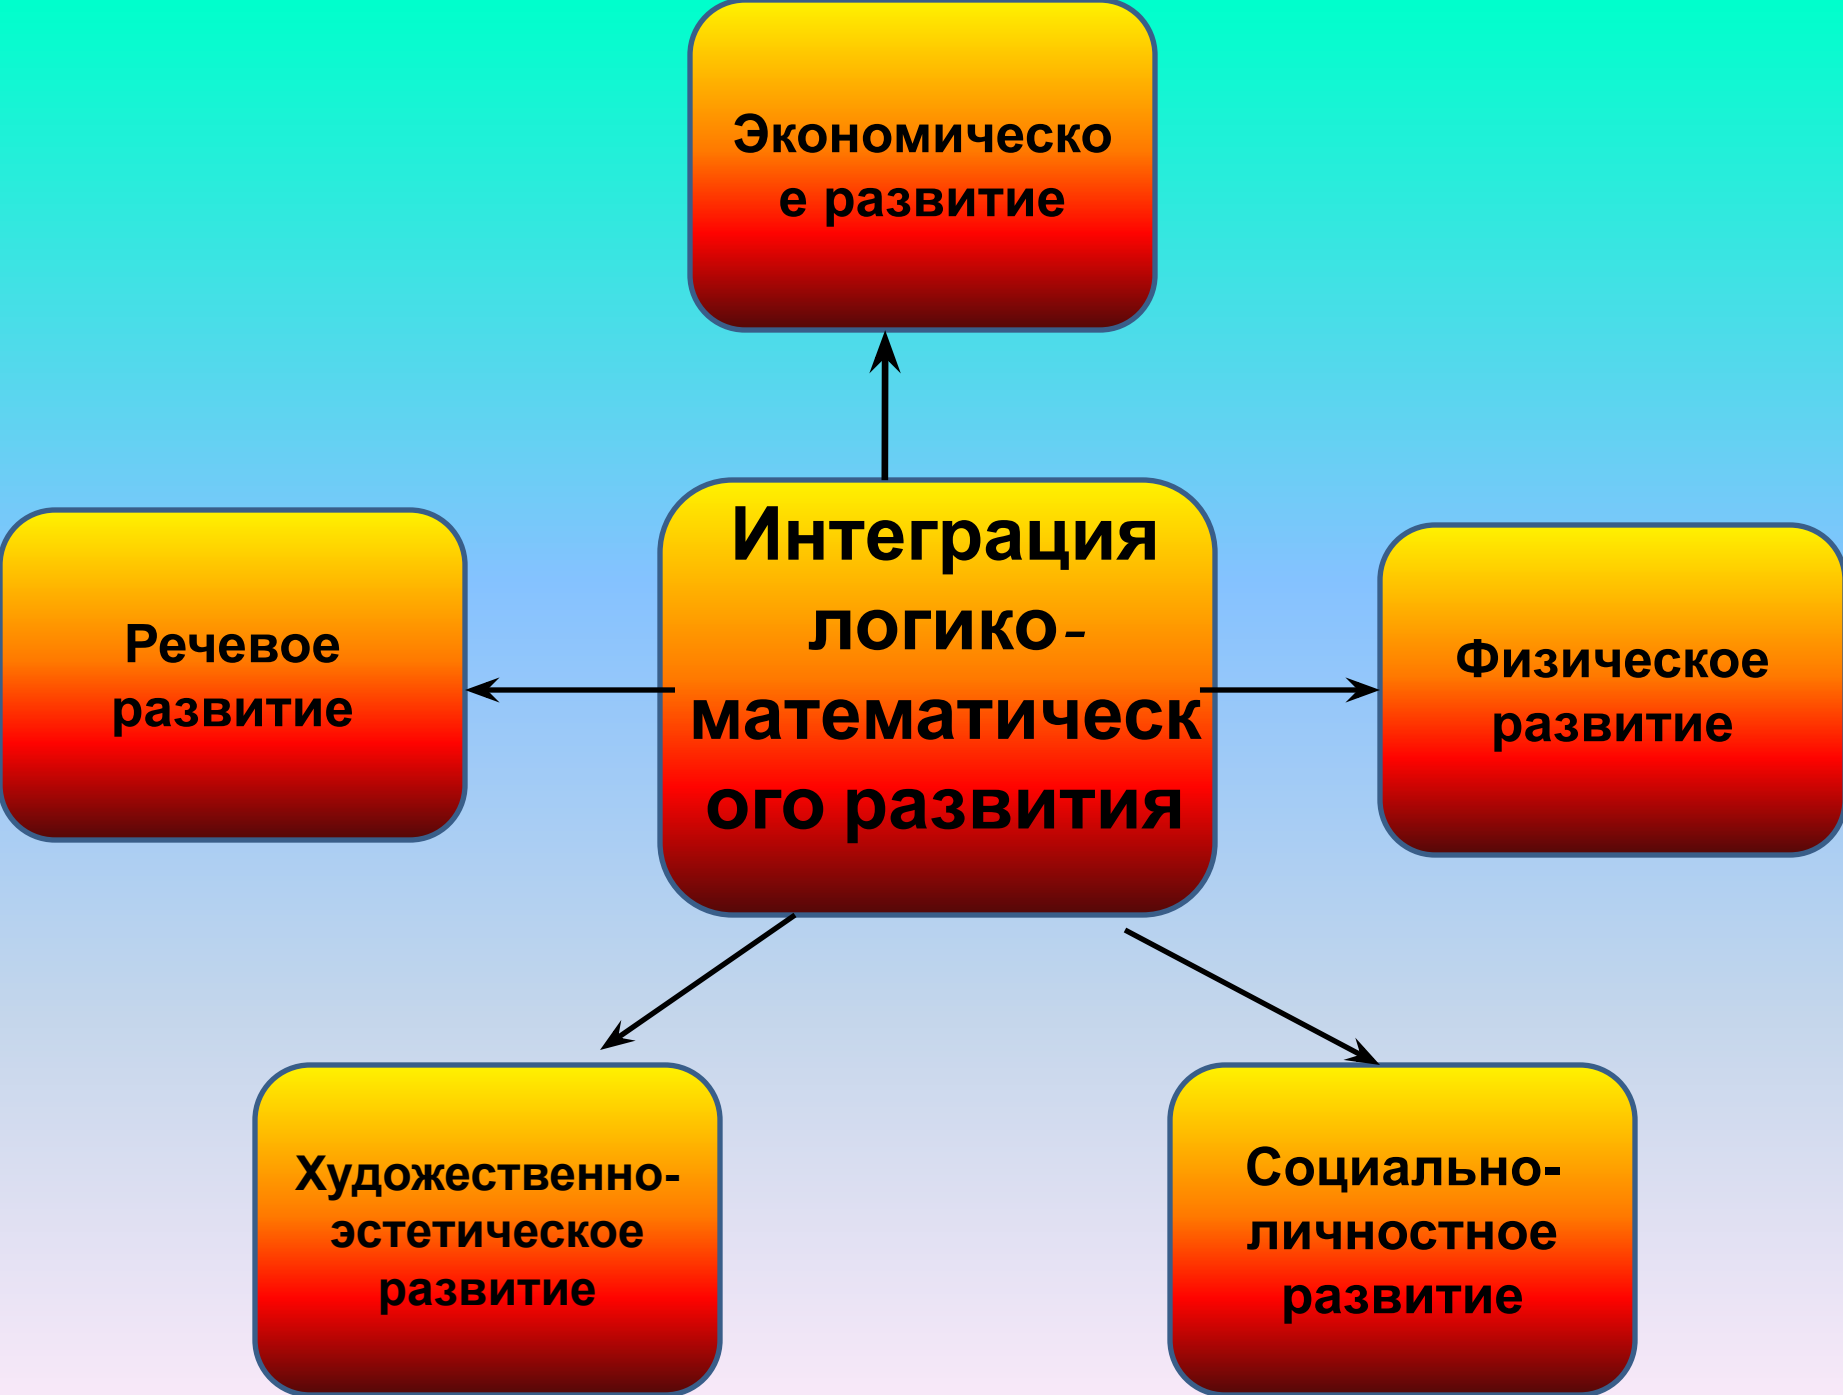 Экономическо
е развитие
Интеграция
логико-
математическ
ого развития
Речевое
развитие
Физическое
развитие
Художественно-
эстетическое
развитие
Социально-
личностное
развитие